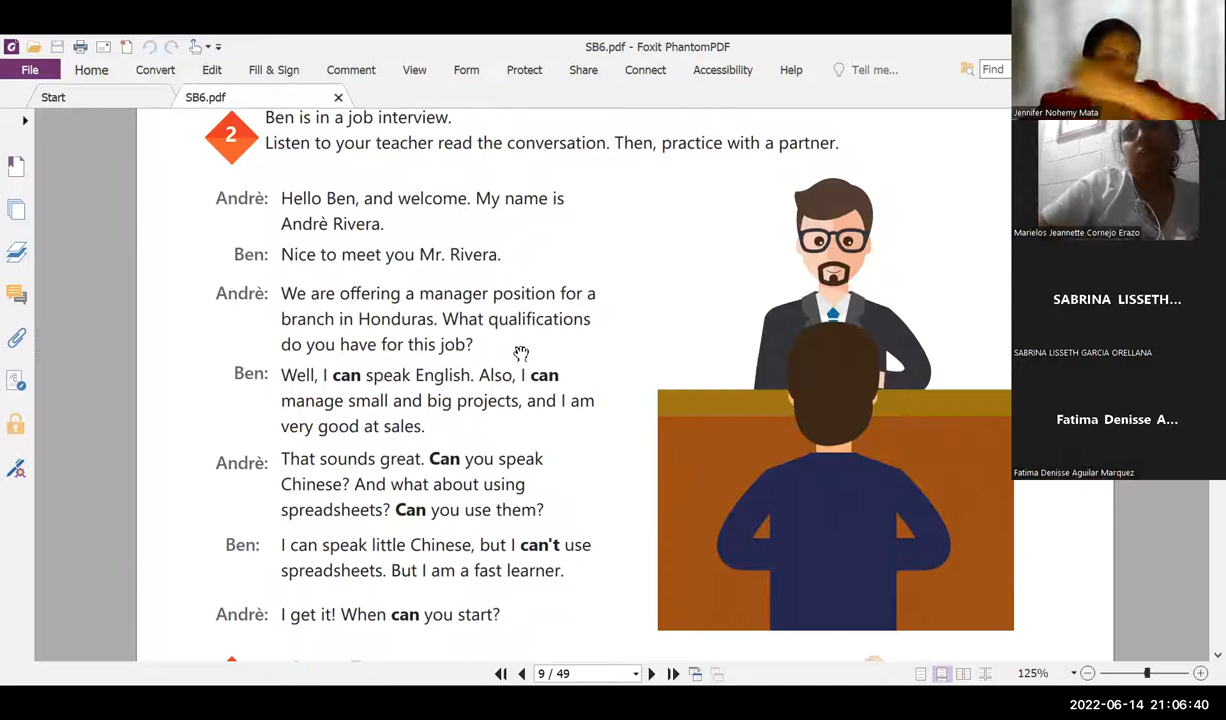 SB6.pdf - Foxit PhantomPDF
File Home Convert Edit Fill & Sign Comment View Form Protect Share Connect Accessibility Help Tell me... Find
Start SB6.pdf
2
Ben is in a job interview.
Listen to your teacher read the conversation. Then, practice with a partner.
Andrè: Hello Ben, and welcome. My name is
Andrè Rivera.
Ben: Nice to meet you Mr. Rivera.
Andrè: We are offering a manager position for a
branch in Honduras. What qualifications
do you have for this job?
Ben: Well, I can speak English. Also, I can
manage small and big projects, and I am
very good at sales.
Andrè: That sounds great. Can you speak
Chinese? And what about using
spreadsheets? Can you use them?
Ben: I can speak little Chinese, but I can't use
spreadsheets. But I am a fast learner.
Andrè: I get it! When can you start?
9 / 49
125%
Jennifer Nohemy Mata
Marielos Jeannette Cornejo Erazo
SABRINA LISSETH...
SABRINA LISSETH GARCIA ORELLANA
Fatima Denisse A...
Fatima Denisse Aguilar Marquez
2022-06-14 21:06:40